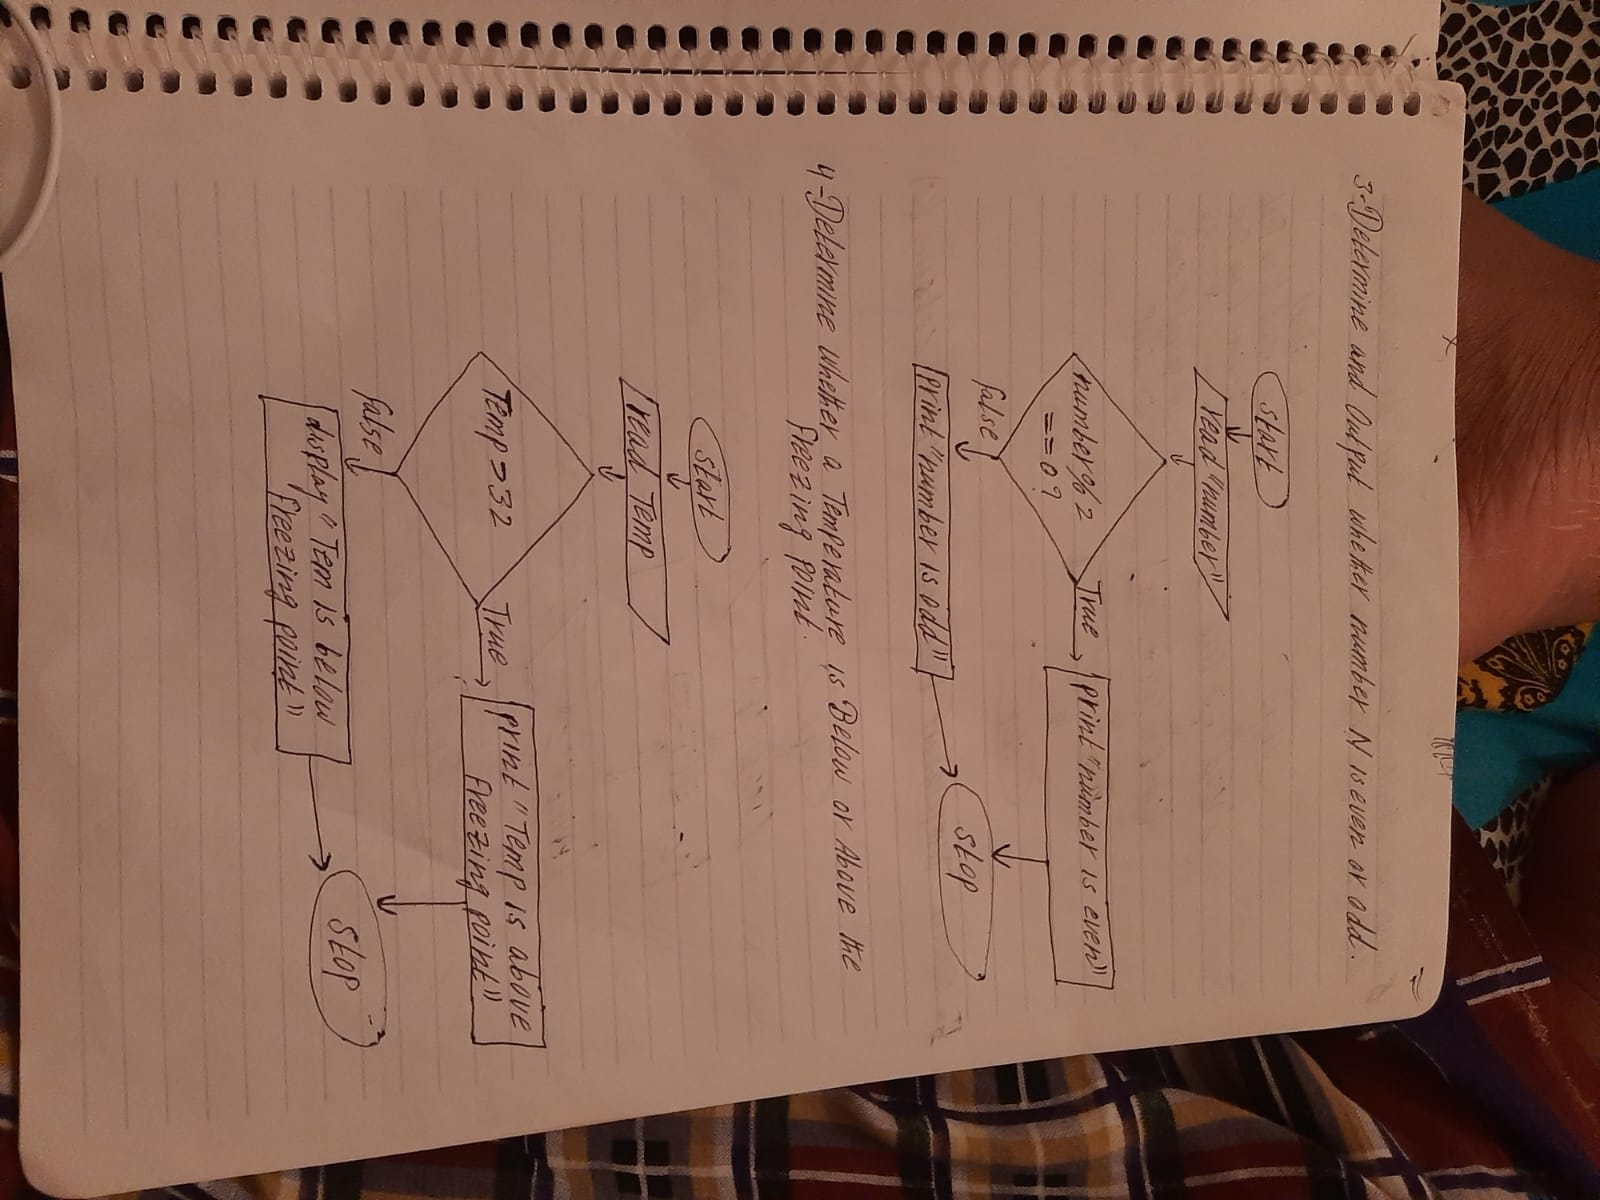 3-Determine and Output whether number N is even or odd.
Start
read "number"
number%2
==0?
True
print "number is even"
false
print "number is odd"
Stop
4-Determine whether a Temperature is Below or Above the
freezing point.
Start
read Temp
Temp>32
True
print "Temp is above
freezing point"
false
display "Tem is below
freezing point"
Stop